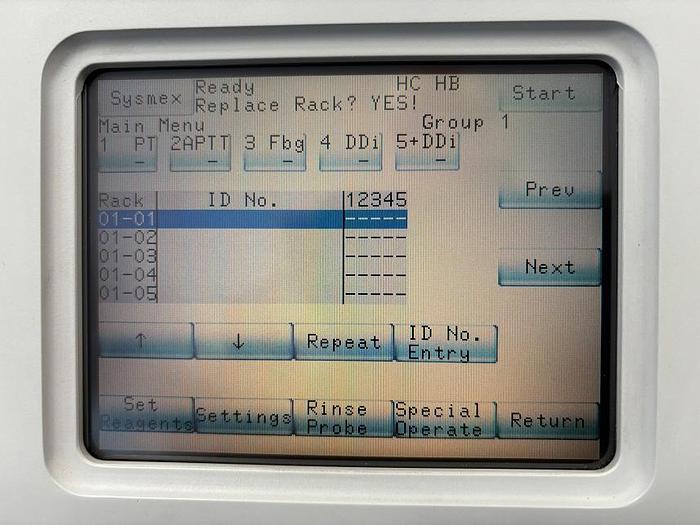 Sysmex Ready HC HB Start
Replace Rack? YES!
Main Menu Group 1
1 PT 2APTT 3 Fbg 4 DDi 5+DDi
- - - - -
Prev
Rack ID No. 12345
01-01 -----
01-02 -----
01-03 -----
01-04 -----
01-05 -----
Next
↑ ↓ Repeat ID No. Entry
Set Reagents Settings Rinse Probe Special Operate Return